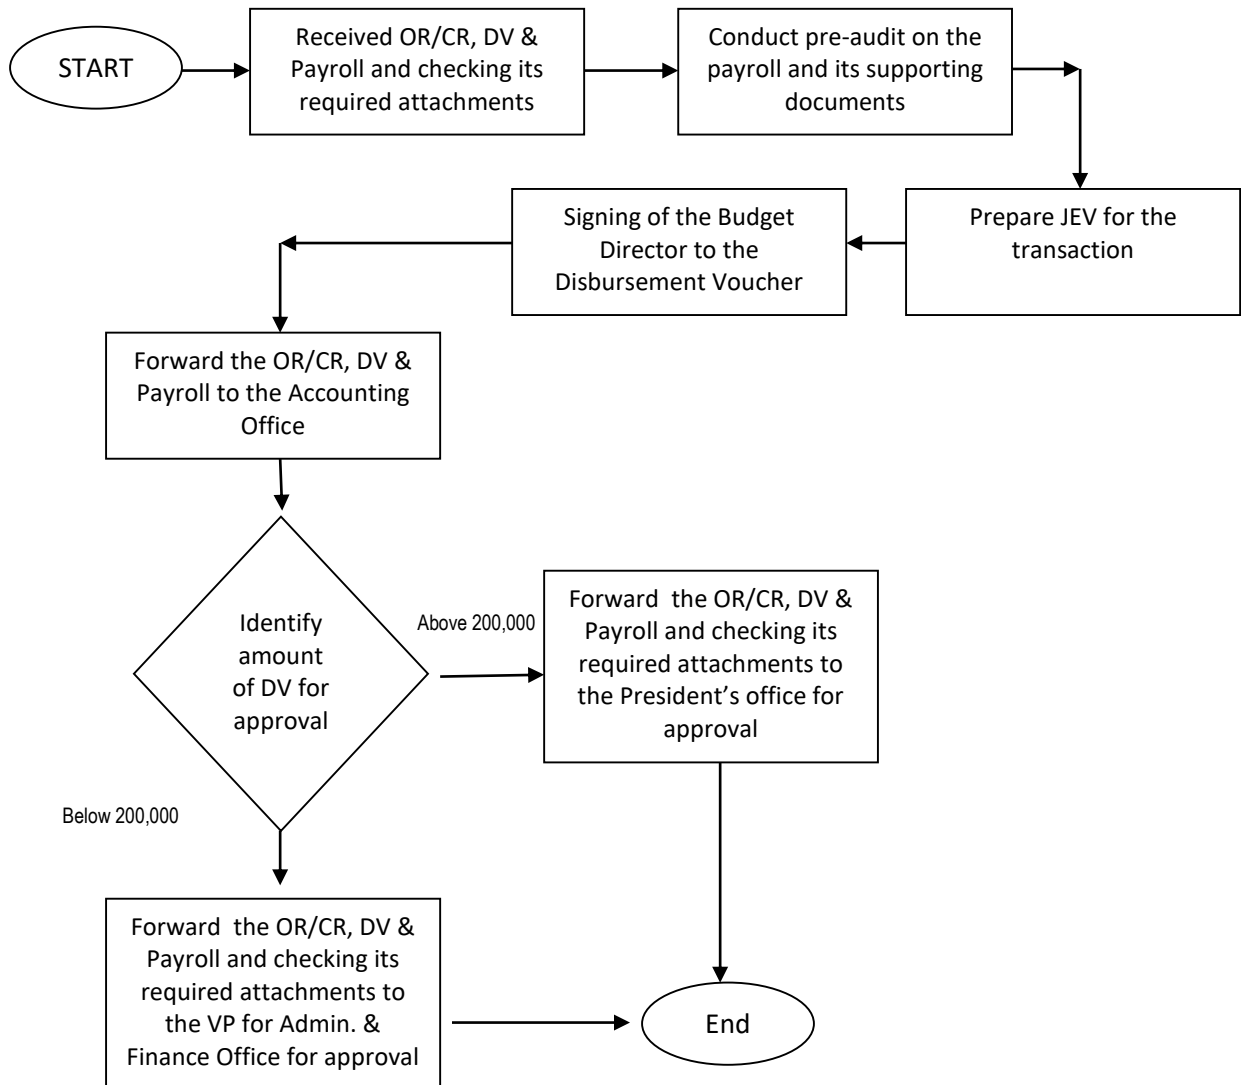 START
Received OR/CR, DV &
Payroll and checking its
required attachments
Conduct pre-audit on the
payroll and its supporting
documents
Prepare JEV for the
transaction
Signing of the Budget
Director to the
Disbursement Voucher
Forward the OR/CR, DV &
Payroll to the Accounting
Office
Identify
amount
of DV for
approval
Above 200,000
Forward  the OR/CR, DV &
Payroll and checking its
required attachments to
the President’s office for
approval
Below 200,000
Forward  the OR/CR, DV &
Payroll and checking its
required attachments to
the VP for Admin. &
Finance Office for approval
End